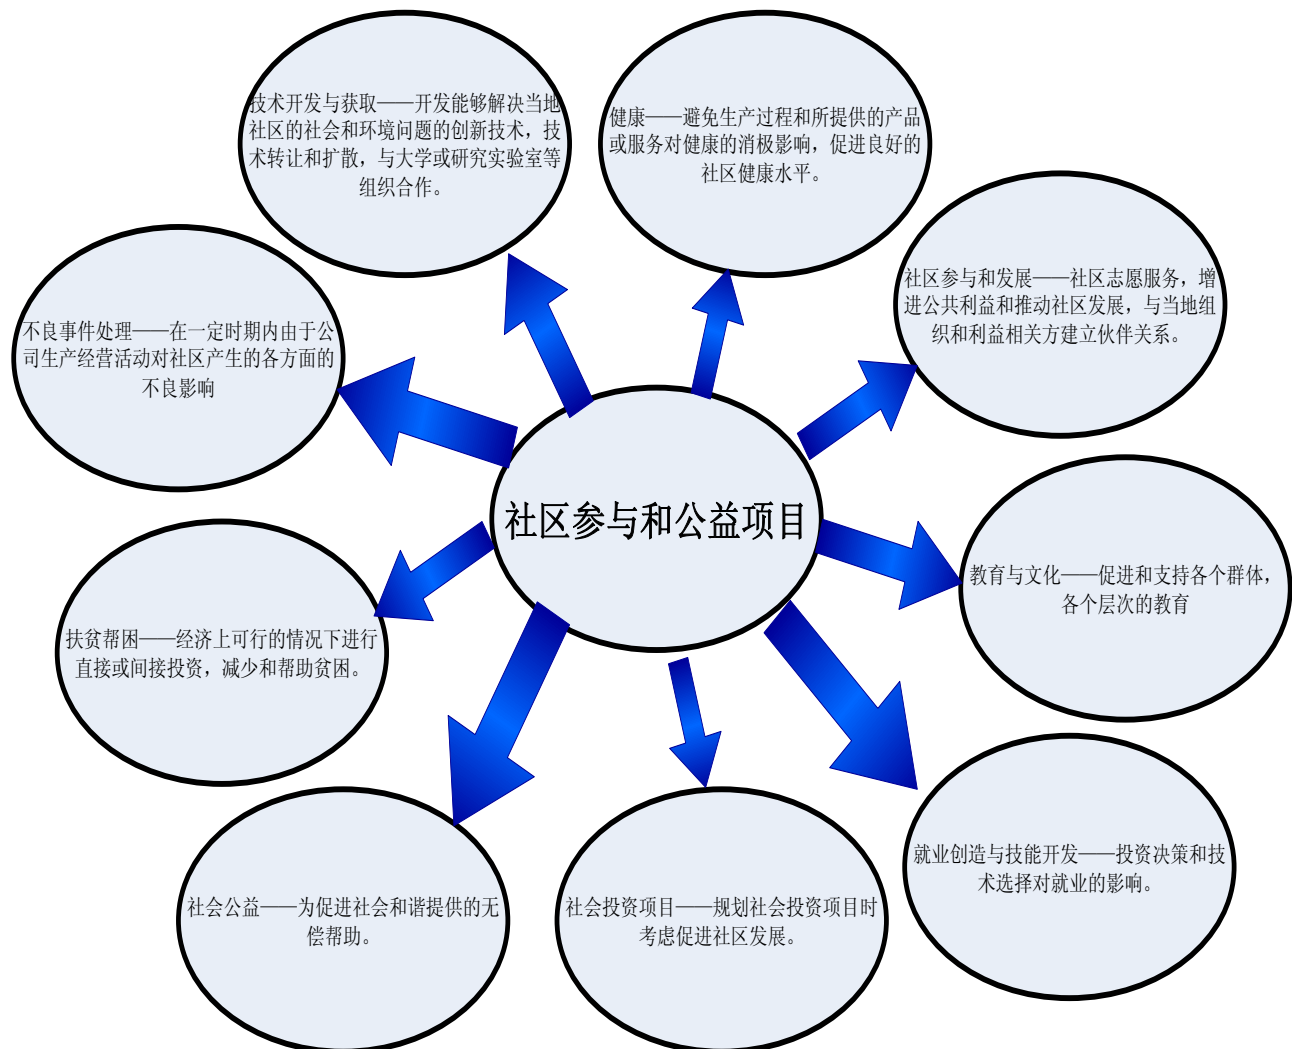 技术开发与获取——开发能够解决当地
社区的社会和环境问题的创新技术，技
术转让和扩散，与大学或研究实验室等
组织合作。
健康——避免生产过程和所提供的产品
或服务对健康的消极影响，促进良好的
社区健康水平。
社区参与和发展——社区志愿服务，增
进公共利益和推动社区发展，与当地组
织和利益相关方建立伙伴关系。
不良事件处理——在一定时期内由于公
司生产经营活动对社区产生的各方面的
不良影响
社区参与和公益项目
教育与文化——促进和支持各个群体，
各个层次的教育
扶贫帮困——经济上可行的情况下进行
直接或间接投资，减少和帮助贫困。
就业创造与技能开发——投资决策和技
术选择对就业的影响。
社会公益——为促进社会和谐提供的无
偿帮助。
社会投资项目——规划社会投资项目时
考虑促进社区发展。